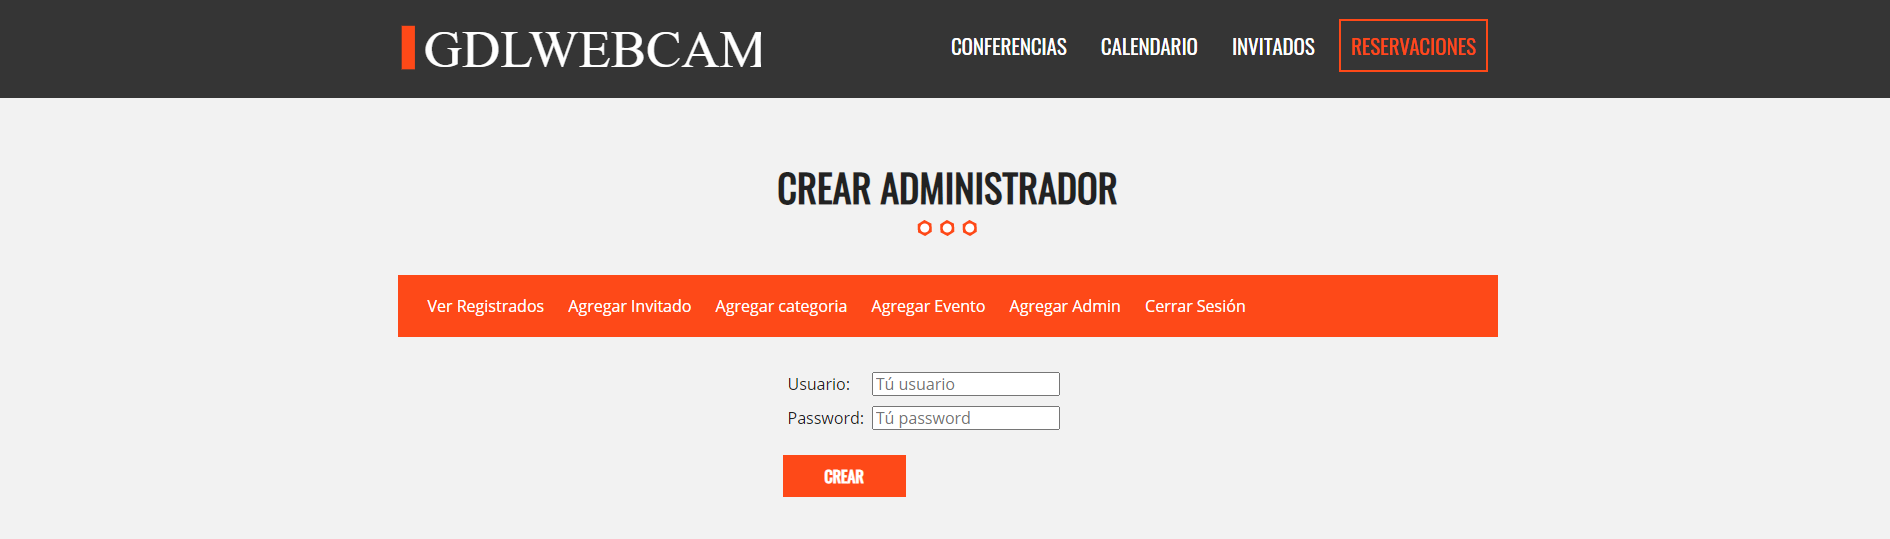 GDLWEBCAM
CONFERENCIAS CALENDARIO INVITADOS RESERVACIONES
CREAR ADMINISTRADOR
Ver Registrados Agregar Invitado Agregar categoria Agregar Evento Agregar Admin Cerrar Sesión
Usuario: Tú usuario
Password: Tú password
CREAR